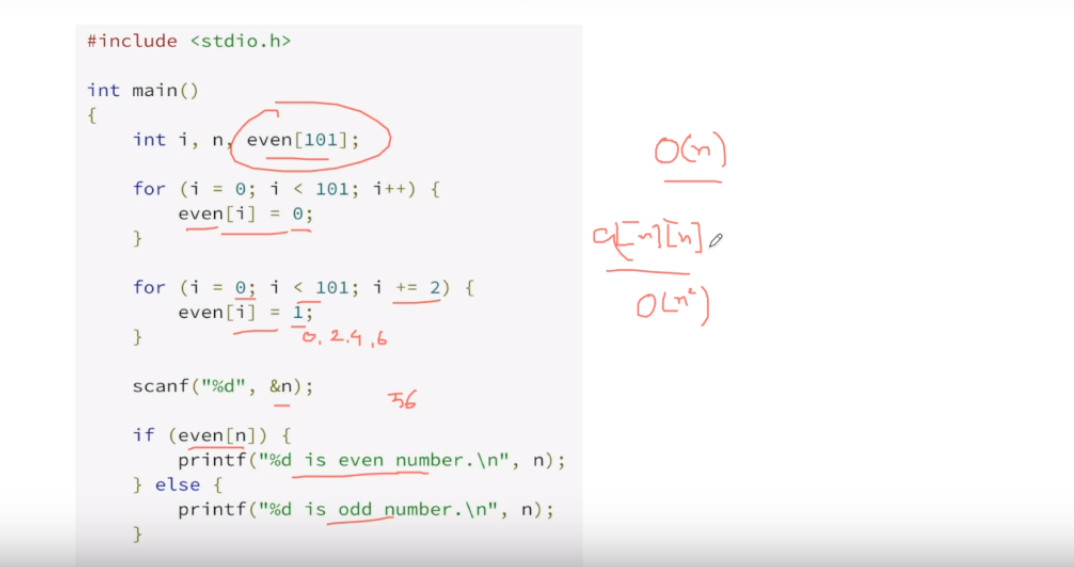 #include <stdio.h>
int main()
{
int i, n, even[101];
for (i = 0; i < 101; i++) {
even[i] = 0;
}
for (i = 0; i < 101; i += 2) {
even[i] = 1;
}
0, 2.4,6
scanf("%d", &n);
56
if (even[n]) {
printf("%d is even number.\n", n);
} else {
printf("%d is odd number.\n", n);
}
O(n)
a[n][n]
O(n²)